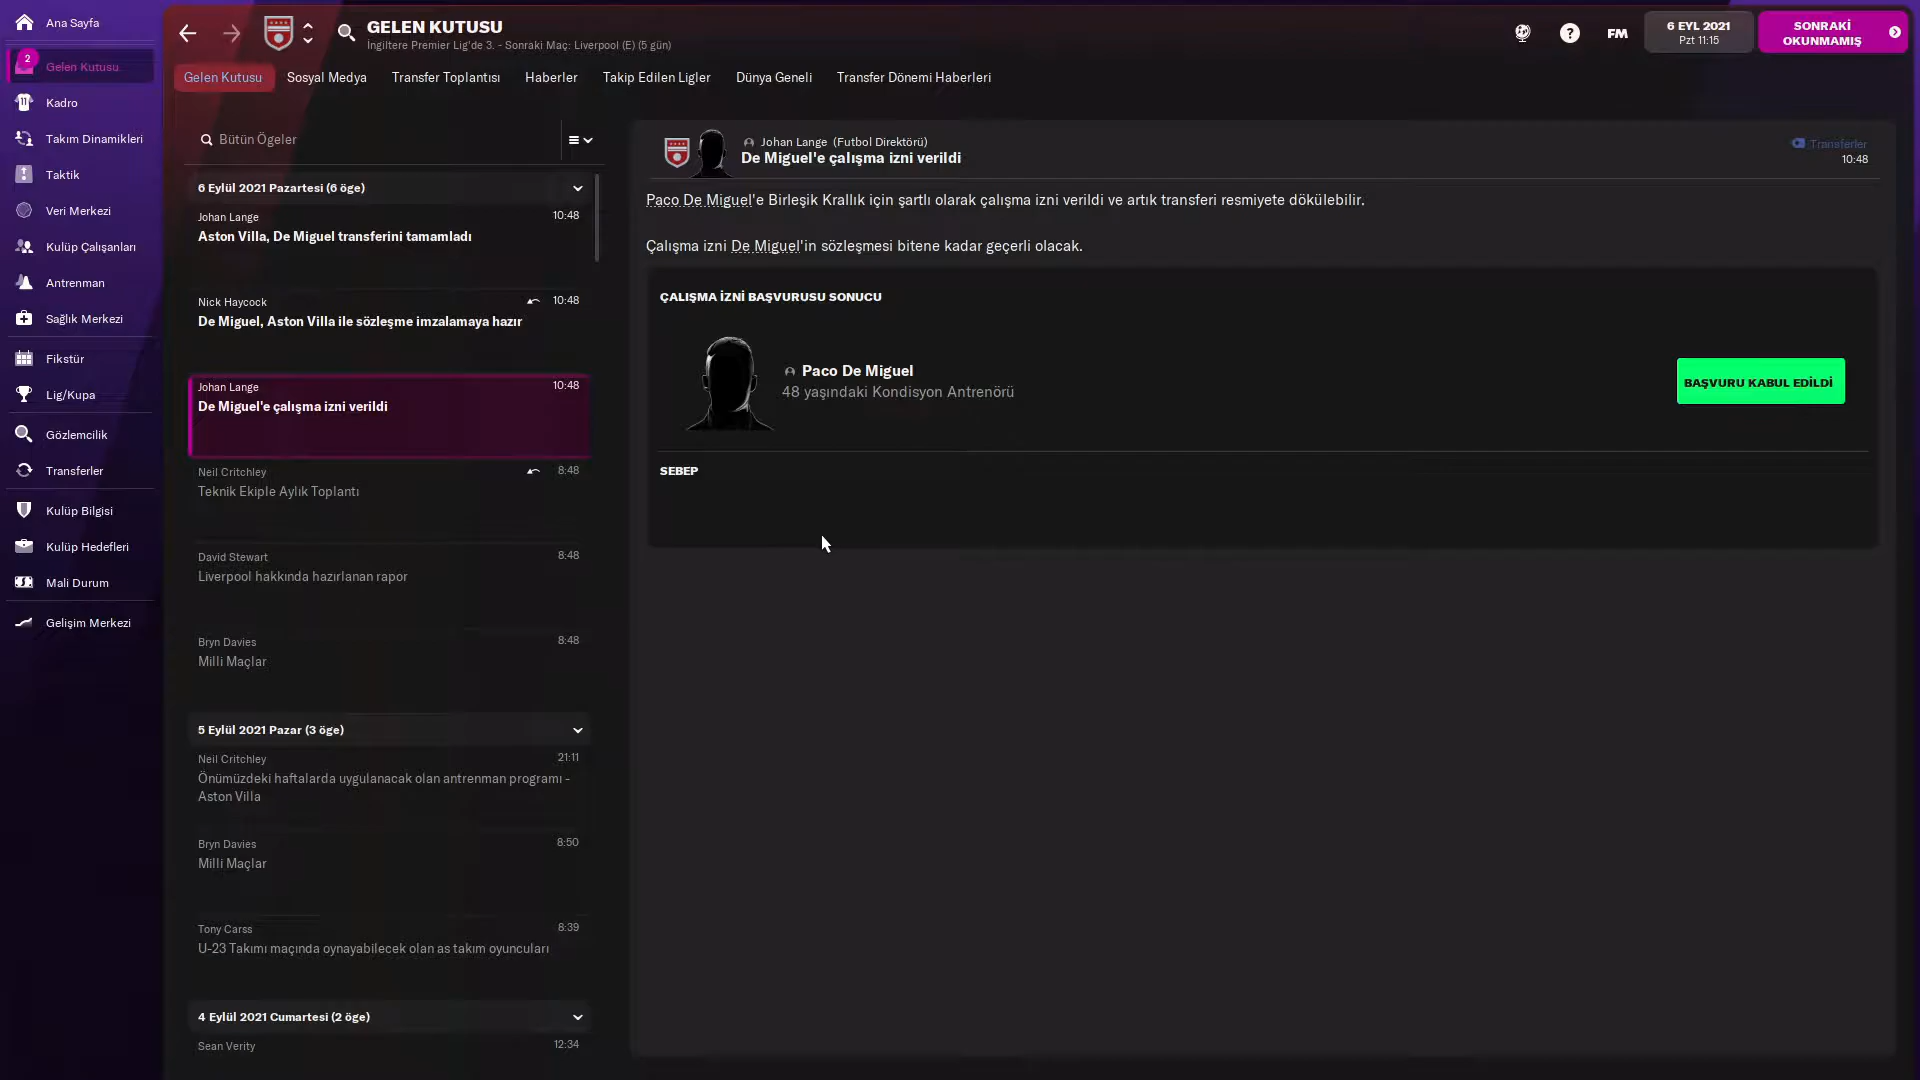 Ana Sayfa
2
Gelen Kutusu
Kadro
Takım Dinamikleri
Taktik
Veri Merkezi
Kulüp Çalışanları
Antrenman
Sağlık Merkezi
Fikstür
Lig/Kupa
Gözlemcilik
Transferler
Kulüp Bilgisi
Kulüp Hedefleri
Mali Durum
Gelişim Merkezi
GELEN KUTUSU
İngiltere Premier Lig'de 3. - Sonraki Maç: Liverpool (E) (5 gün)
FM
6 EYL 2021
Pzt 11:15
SONRAKİ
OKUNMAMIŞ
Gelen Kutusu
Sosyal Medya
Transfer Toplantısı
Haberler
Takip Edilen Ligler
Dünya Geneli
Transfer Dönemi Haberleri
Bütün Ögeler
6 Eylül 2021 Pazartesi (6 öge)
Johan Lange 10:48
Aston Villa, De Miguel transferini tamamladı
Nick Haycock 10:48
De Miguel, Aston Villa ile sözleşme imzalamaya hazır
Johan Lange 10:48
De Miguel'e çalışma izni verildi
Neil Critchley 8:48
Teknik Ekiple Aylık Toplantı
David Stewart 8:48
Liverpool hakkında hazırlanan rapor
Bryn Davies 8:48
Milli Maçlar
5 Eylül 2021 Pazar (3 öge)
Neil Critchley 21:11
Önümüzdeki haftalarda uygulanacak olan antrenman programı -
Aston Villa
Bryn Davies 8:50
Milli Maçlar
Tony Carss 8:39
U-23 Takımı maçında oynayabilecek olan as takım oyuncuları
4 Eylül 2021 Cumartesi (2 öge)
Sean Verity 12:34
Johan Lange (Futbol Direktörü)
De Miguel'e çalışma izni verildi
Transferler
10:48
Paco De Miguel'e Birleşik Krallık için şartlı olarak çalışma izni verildi ve artık transferi resmiyete dökülebilir.
Çalışma izni De Miguel'in sözleşmesi bitene kadar geçerli olacak.
ÇALIŞMA İZNİ BAŞVURUSU SONUCU
Paco De Miguel
48 yaşındaki Kondisyon Antrenörü
BAŞVURU KABUL EDİLDİ
SEBEP